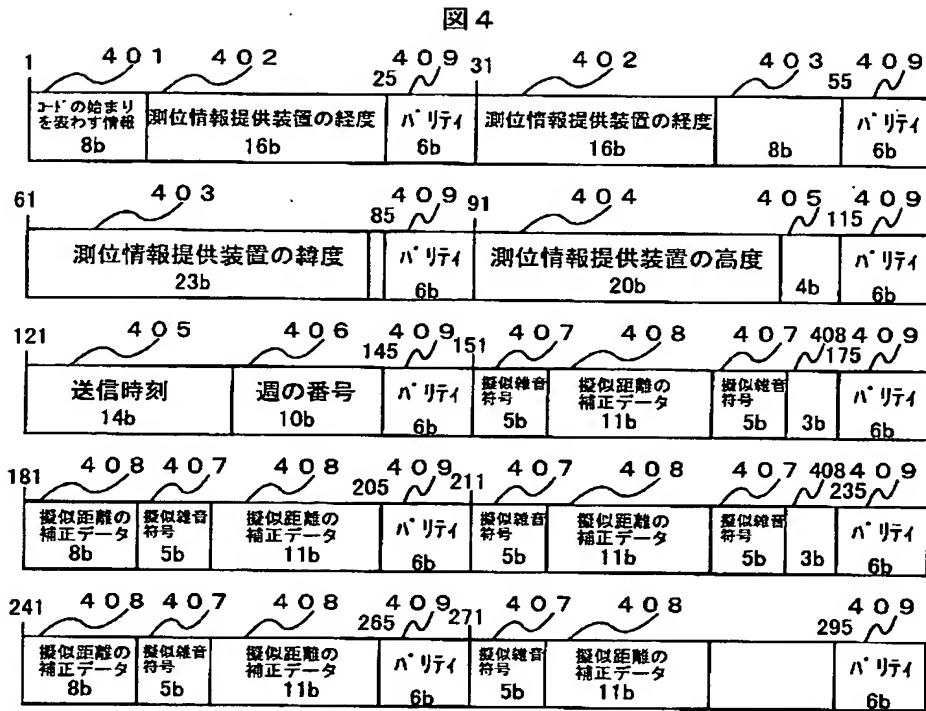 図4
1 401 402 25 409 31 402 403 55 409
コードの始まり 測位情報提供装置の経度 パリティ 測位情報提供装置の経度 パリティ
を表わす情報
8b 16b 6b 16b 8b 6b
61 403 85 409 91 404 405 115 409
測位情報提供装置の緯度 パリティ 測位情報提供装置の高度 パリティ
23b 6b 20b 4b 6b
121 405 406 145 409 151 407 408 407 408 175 409
送信時刻 週の番号 パリティ 擬似雑音 擬似距離の 擬似雑音 パリティ
符号 補正データ 符号
14b 10b 6b 5b 11b 5b 3b 6b
181 408 407 408 205 409 211 407 408 407 408 235 409
擬似距離の 擬似雑音 擬似距離の パリティ 擬似雑音 擬似距離の 擬似雑音 パリティ
補正データ 符号 補正データ 符号 補正データ 符号
8b 5b 11b 6b 5b 11b 5b 3b 6b
241 408 407 408 265 409 271 407 408 295 409
擬似距離の 擬似雑音 擬似距離の パリティ 擬似雑音 擬似距離の パリティ
補正データ 符号 補正データ 符号 補正データ
8b 5b 11b 6b 5b 11b 6b